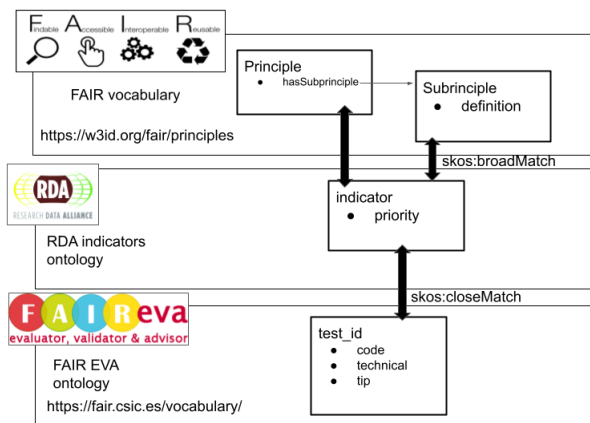 Findable Accessible Interoperable Reusable
FAIR vocabulary
https://w3id.org/fair/principles
Principle
● hasSubprinciple
Subrinciple
● definition
skos:broadMatch
RDA
RESEARCH DATA ALLIANCE
RDA indicators
ontology
indicator
● priority
skos:closeMatch
FAIR eva
evaluator, validator & advisor
FAIR EVA
ontology
https://fair.csic.es/vocabulary/
test_id
● code
● technical
● tip